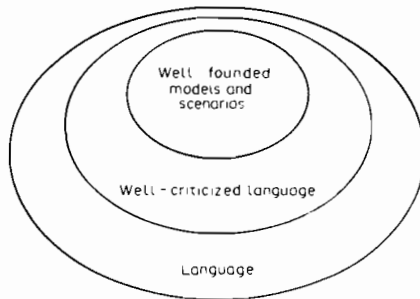 Well founded
models and
scenarios
Well-criticized language
Language